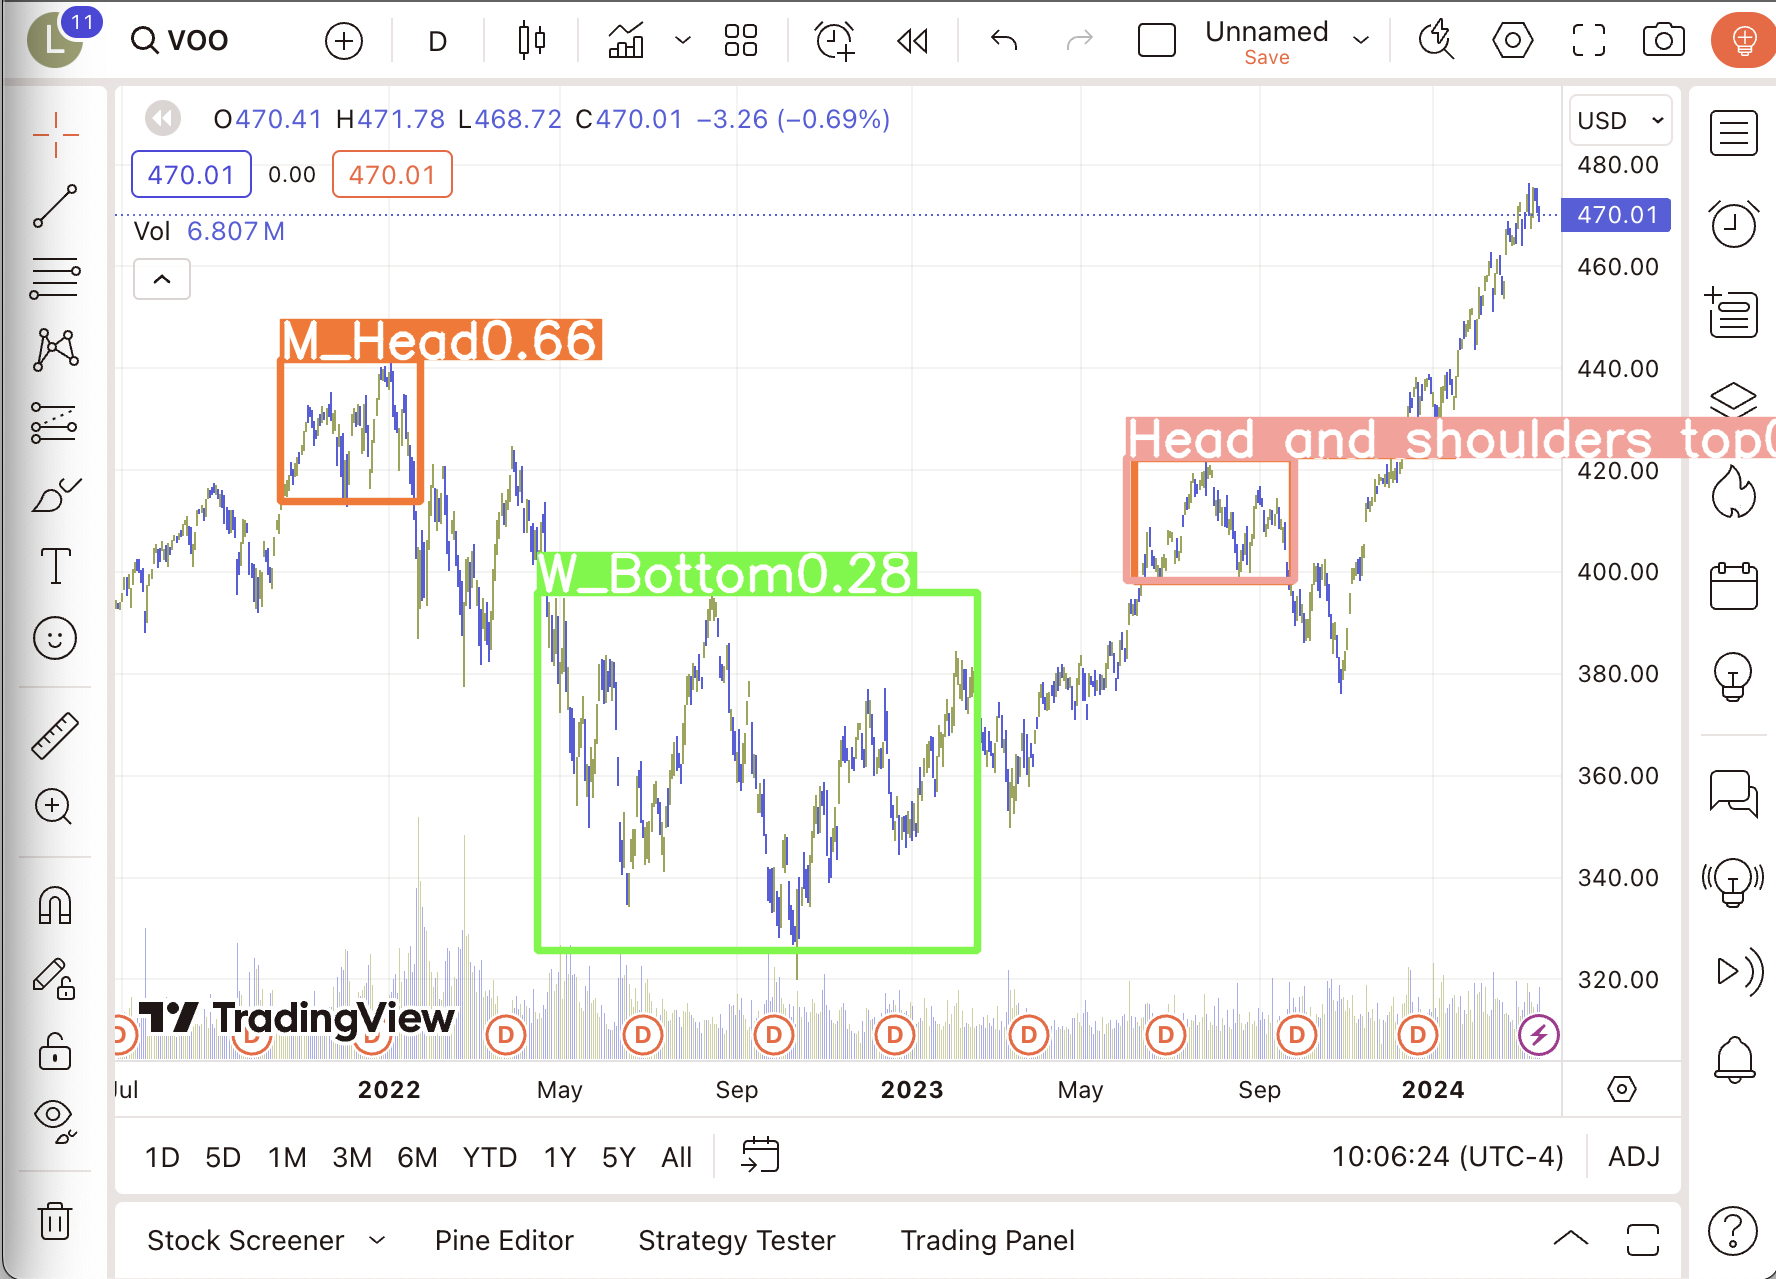 L 11 VOO D Unnamed
Save
O470.41 H471.78 L468.72 C470.01 −3.26 (−0.69%) USD
470.01 0.00 470.01
480.00
470.01
Vol 6.807M
460.00
M_Head0.66
440.00
Head and shoulders top0
420.00
W_Bottom0.28
400.00
380.00
360.00
340.00
320.00
TradingView
D D D D D D D D D D D
Jul 2022 May Sep 2023 May Sep 2024
1D 5D 1M 3M 6M YTD 1Y 5Y All 10:06:24 (UTC-4) ADJ
Stock Screener Pine Editor Strategy Tester Trading Panel